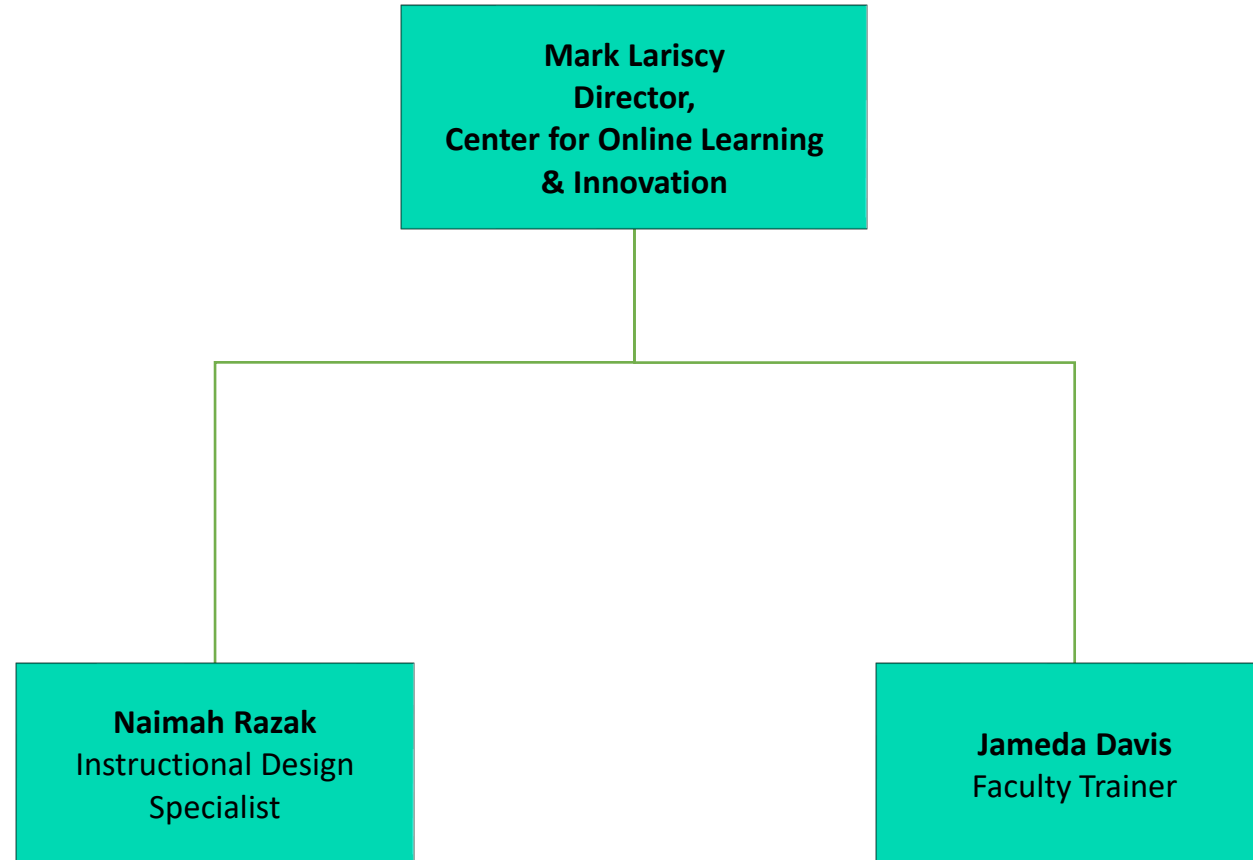 Mark Lariscy
Director,
Center for Online Learning
& Innovation
Naimah Razak
Instructional Design
Specialist
Jameda Davis
Faculty Trainer